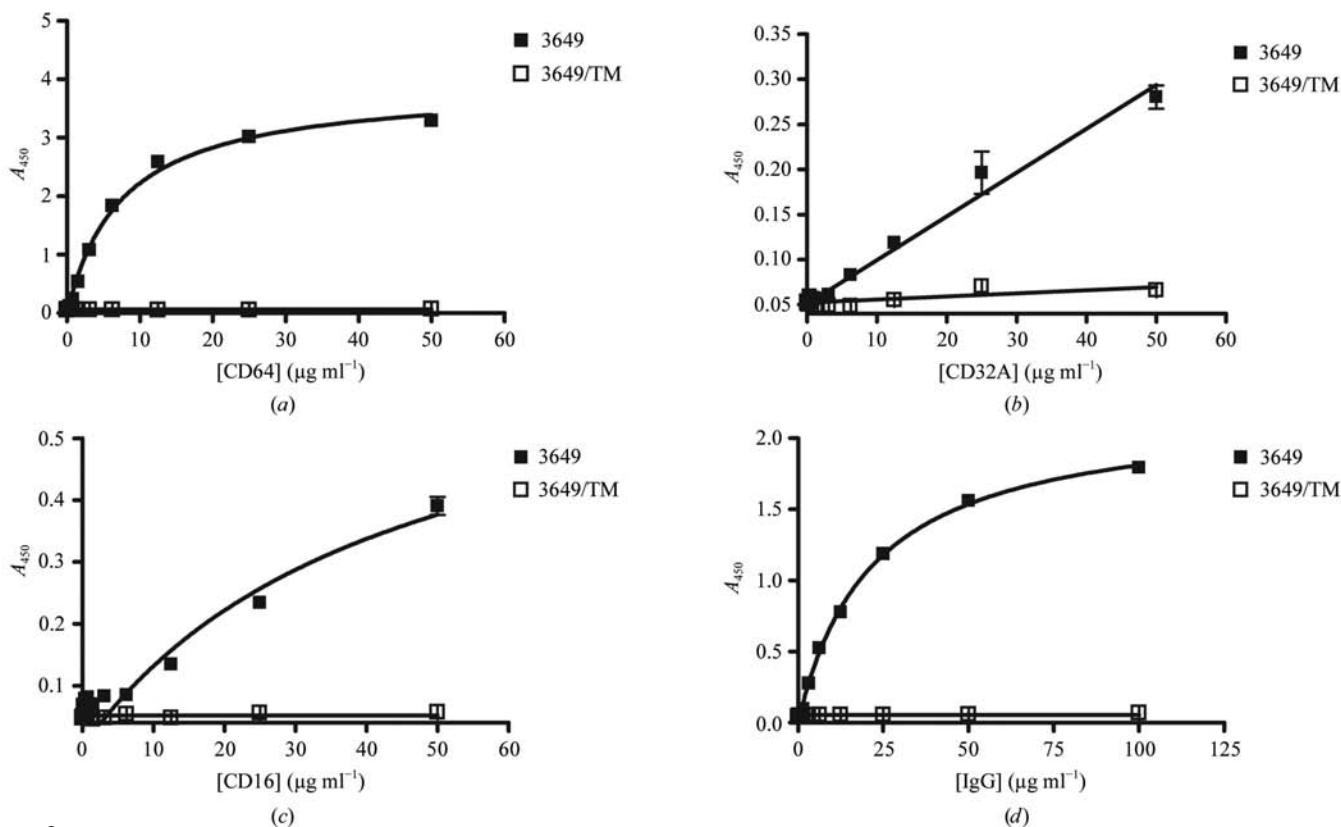 5
4
3
2
1
0
A450
0 10 20 30 40 50 60
[CD64] (µg ml⁻¹)
(a)
3649
3649/TM
0.35
0.30
0.25
0.20
0.15
0.10
0.05
A450
0 10 20 30 40 50 60
[CD32A] (µg ml⁻¹)
(b)
3649
3649/TM
0.5
0.4
0.3
0.1
A450
0 10 20 30 40 50 60
[CD16] (µg ml⁻¹)
(c)
3649
3649/TM
2.0
1.5
1.0
0.5
0.0
A450
0 25 50 75 100 125
[IgG] (µg ml⁻¹)
(d)
3649
3649/TM